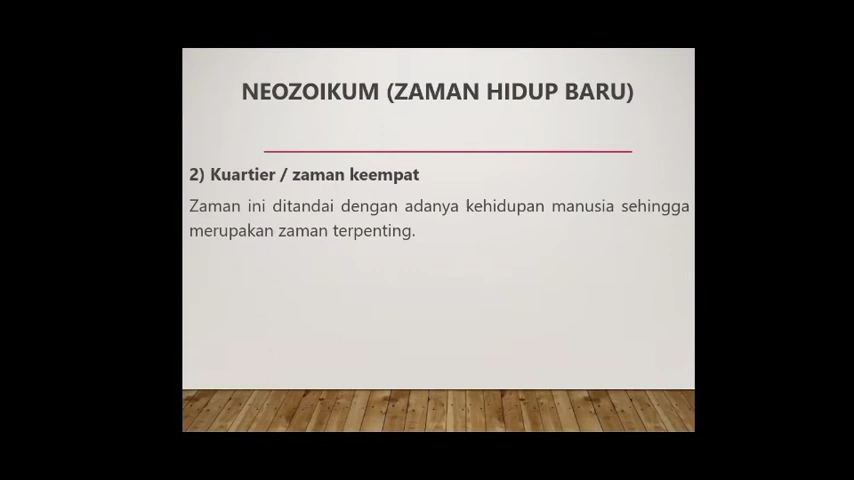 NEOZOIKUM (ZAMAN HIDUP BARU)
2) Kuartier / zaman keempat
Zaman ini ditandai dengan adanya kehidupan manusia sehingga
merupakan zaman terpenting.